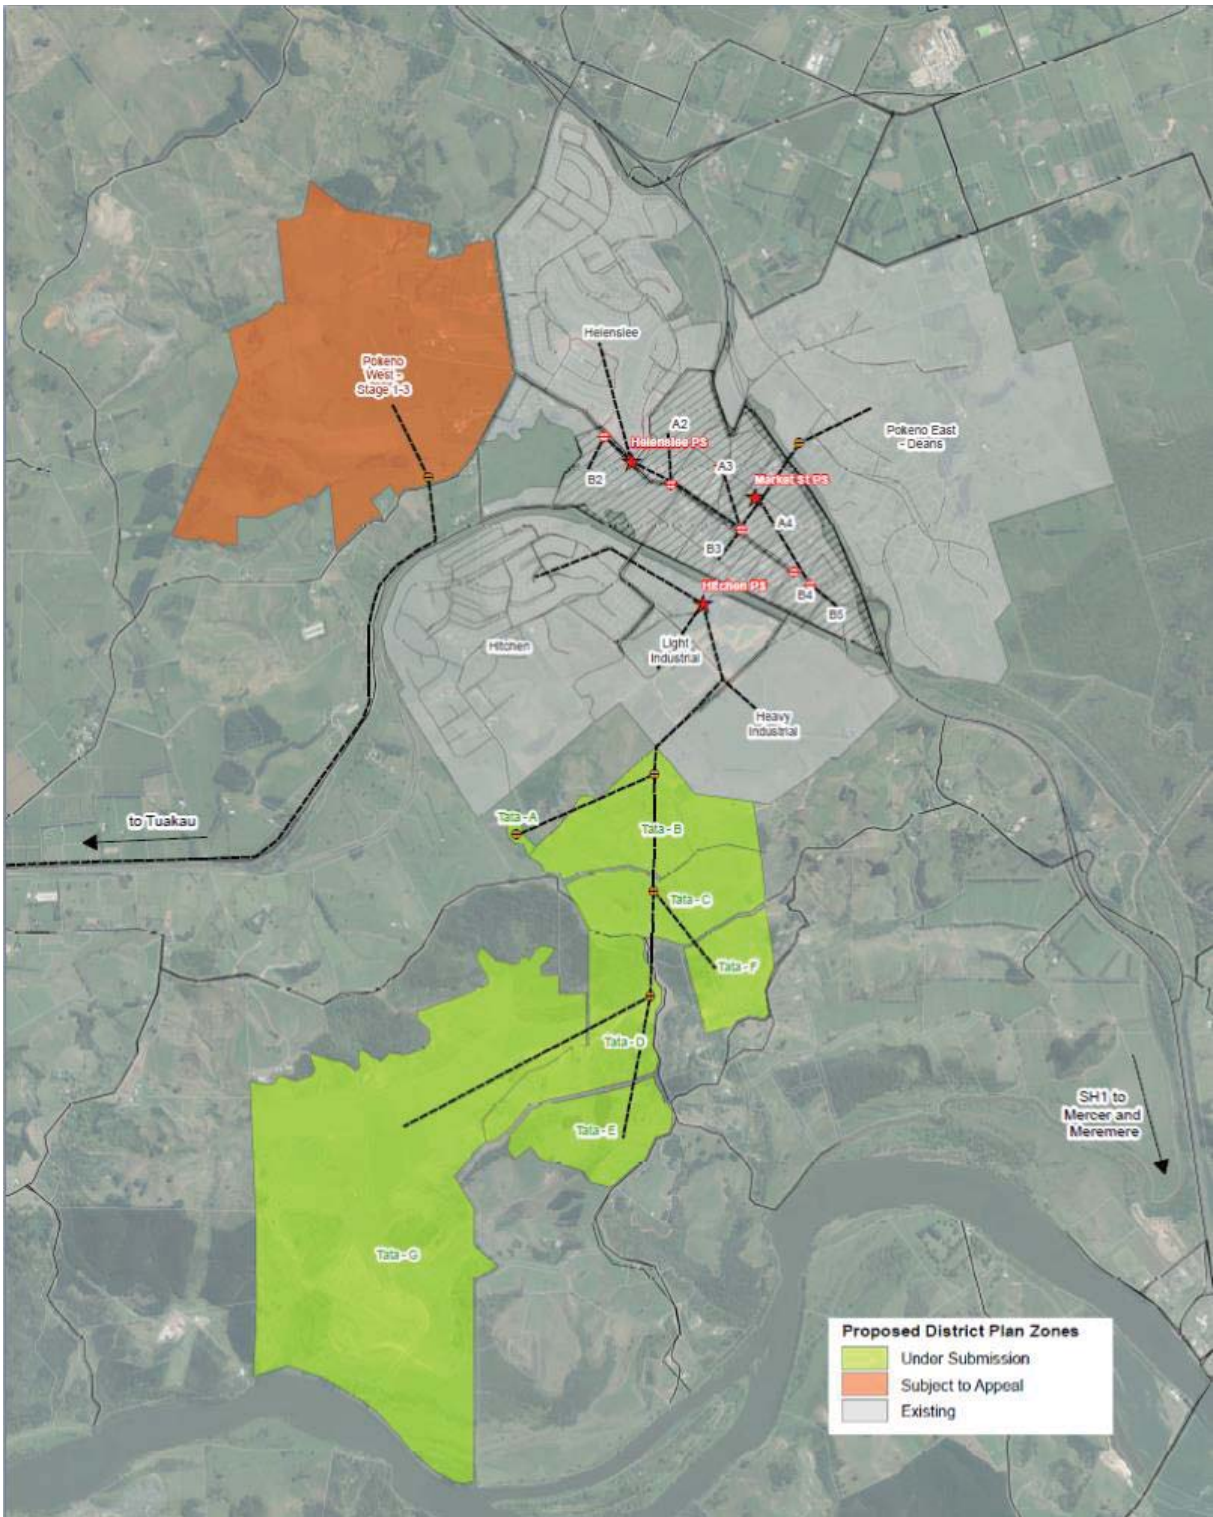 Helenslee
Pokeno
West -
Stage 1-3
A2
Pokeno East
- Deans
Helenslee PS
A3
B2
Market St PS
A4
B3
Hitchen PS
B4
B5
Hitchen
Light
Industrial
Heavy
Industrial
to Tuakau
Tata - A
Tata - B
Tata - C
Tata - F
Tata - D
SH1 to
Mercer and
Meremere
Tata - E
Tata - G
Proposed District Plan Zones
Under Submission
Subject to Appeal
Existing